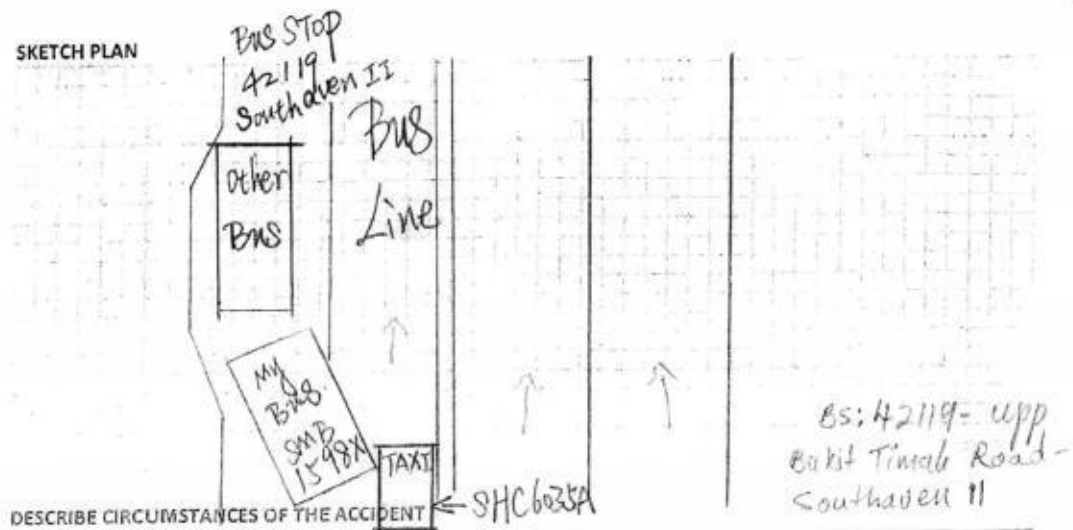 SKETCH PLAN
Bus STop
42119
Southaven II
Bus
Line
Other
Bus
My
Bus.
SMB
1598X
TAXI
SHC6035A
BS: 42119 - Upp
Bukit Timah Road -
Southaven II
DESCRIBE CIRCUMSTANCES OF THE ACCIDENT